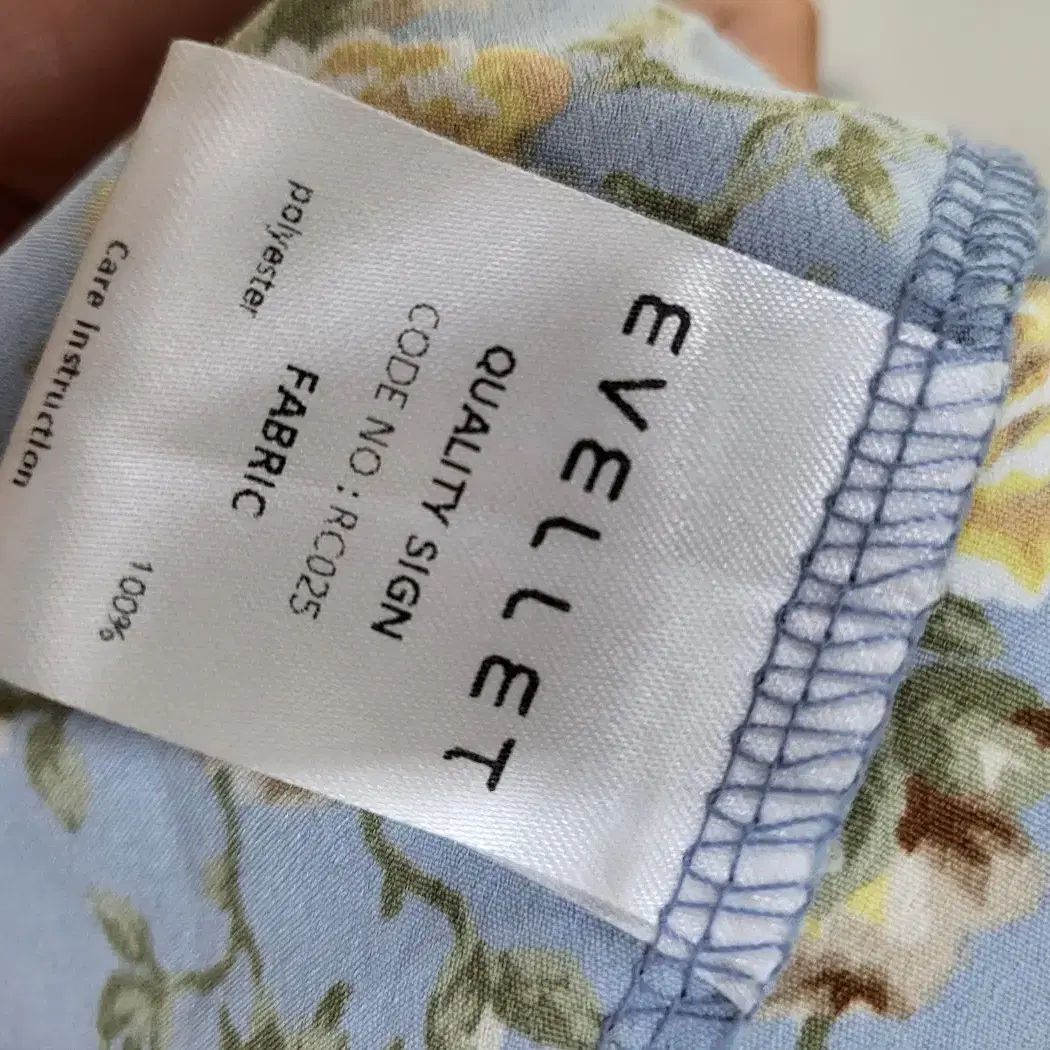 EVELLET
QUALITY SIGN
CODE NO : RC025
FABRIC
polyester 100%
Care Instruction